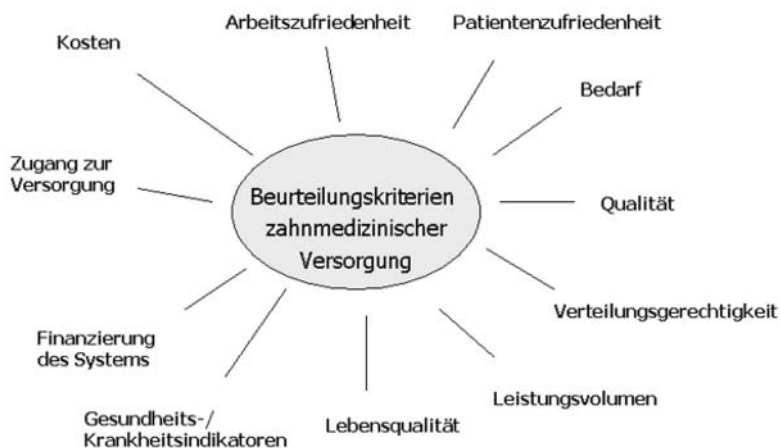 Arbeitszufriedenheit
Patientenzufriedenheit
Kosten
Bedarf
Zugang zur
Versorgung
Beurteilungskriterien
zahnmedizinischer
Versorgung
Qualität
Verteilungsgerechtigkeit
Finanzierung
des Systems
Leistungsvolumen
Gesundheits-/
Krankheitsindikatoren
Lebensqualität